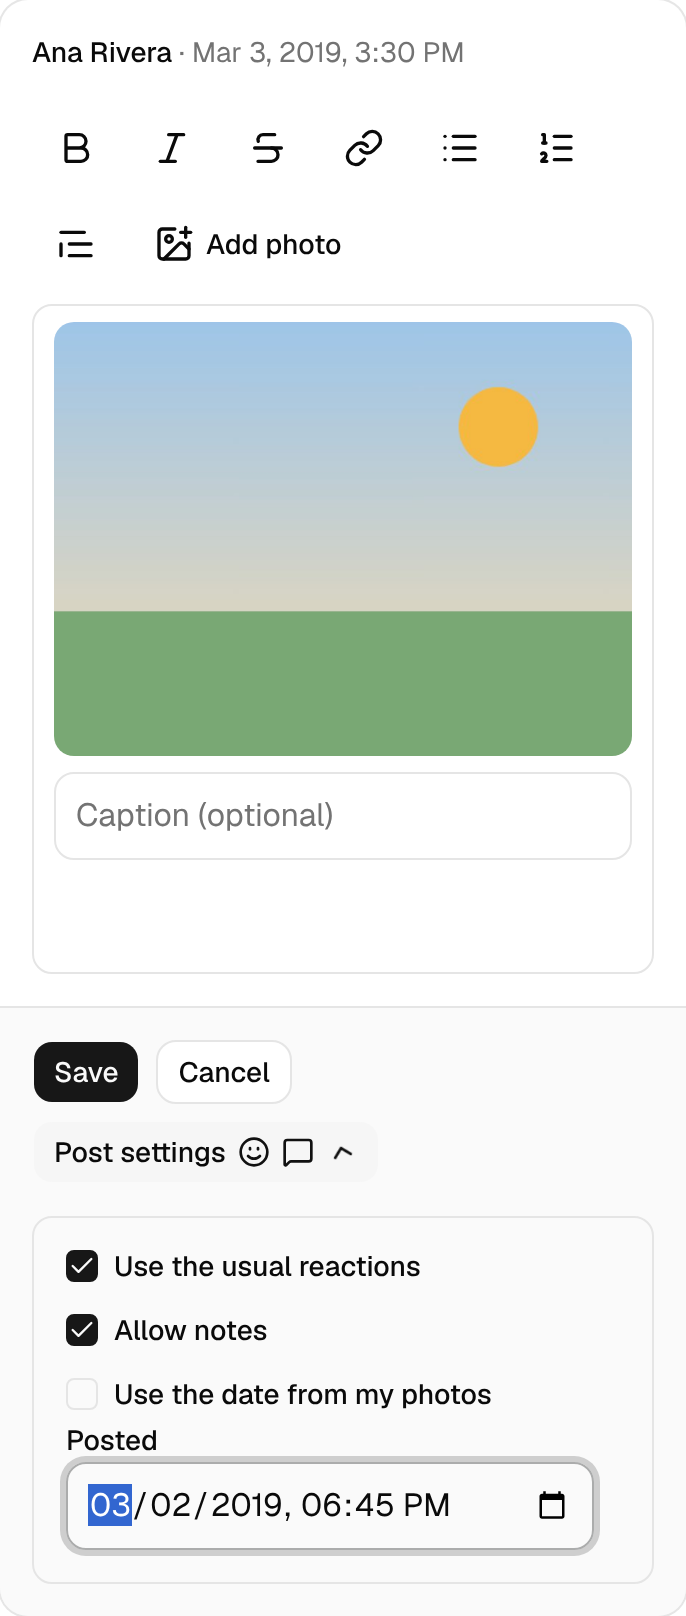 Ana Rivera · Mar 3, 2019, 3:30 PM
Add photo
Caption (optional)
Save Cancel
Post settings
Use the usual reactions
Allow notes
Use the date from my photos
Posted
03/02/2019, 06:45 PM